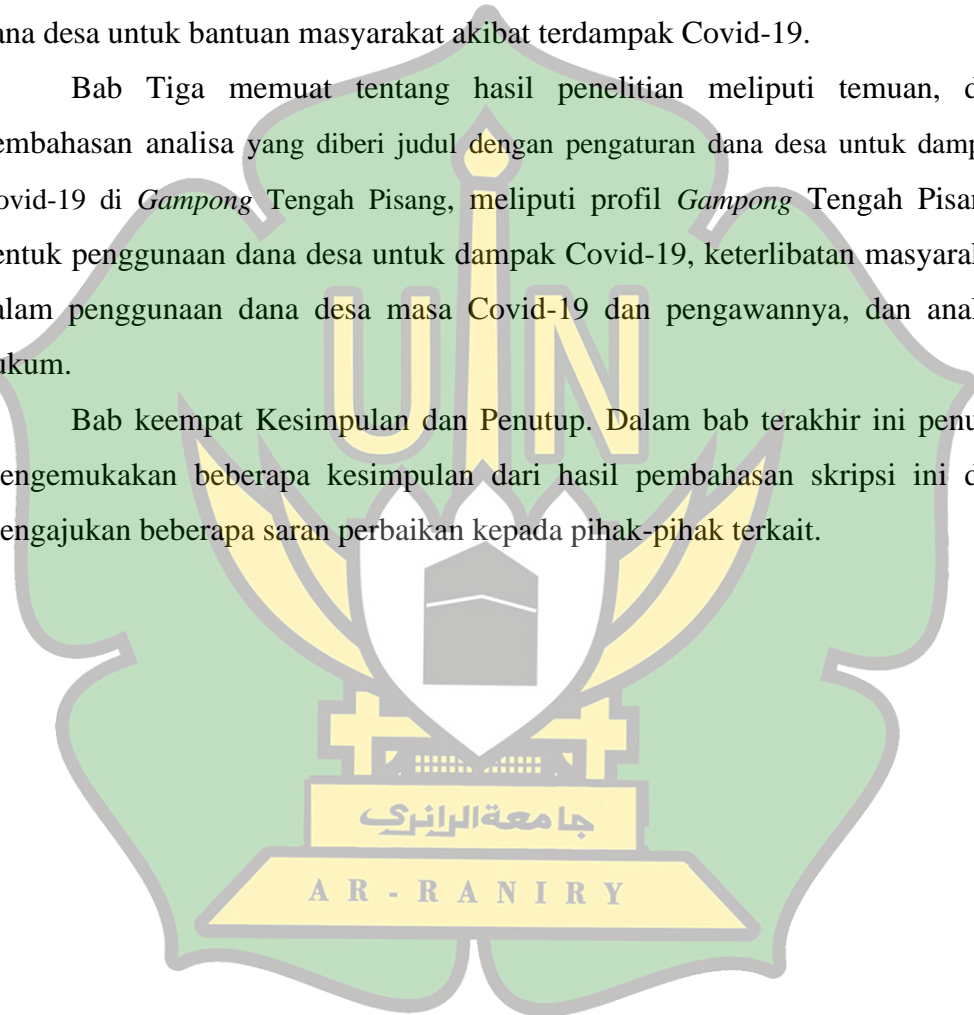 ana desa untuk bantuan masyarakat akibat terdampak Covid-19.
Bab Tiga memuat tentang hasil penelitian meliputi temuan, d
embahasan analisa yang diberi judul dengan pengaturan dana desa untuk damp
ovid-19 di Gampong Tengah Pisang, meliputi profil Gampong Tengah Pisan
entuk penggunaan dana desa untuk dampak Covid-19, keterlibatan masyarak
alam penggunaan dana desa masa Covid-19 dan pengawannya, dan anal
ukum.
UIN
Bab keempat Kesimpulan dan Penutup. Dalam bab terakhir ini penu
engemukakan beberapa kesimpulan dari hasil pembahasan skripsi ini d
engajukan beberapa saran perbaikan kepada pihak-pihak terkait.
جامعة الرانري
AR-RANIRY